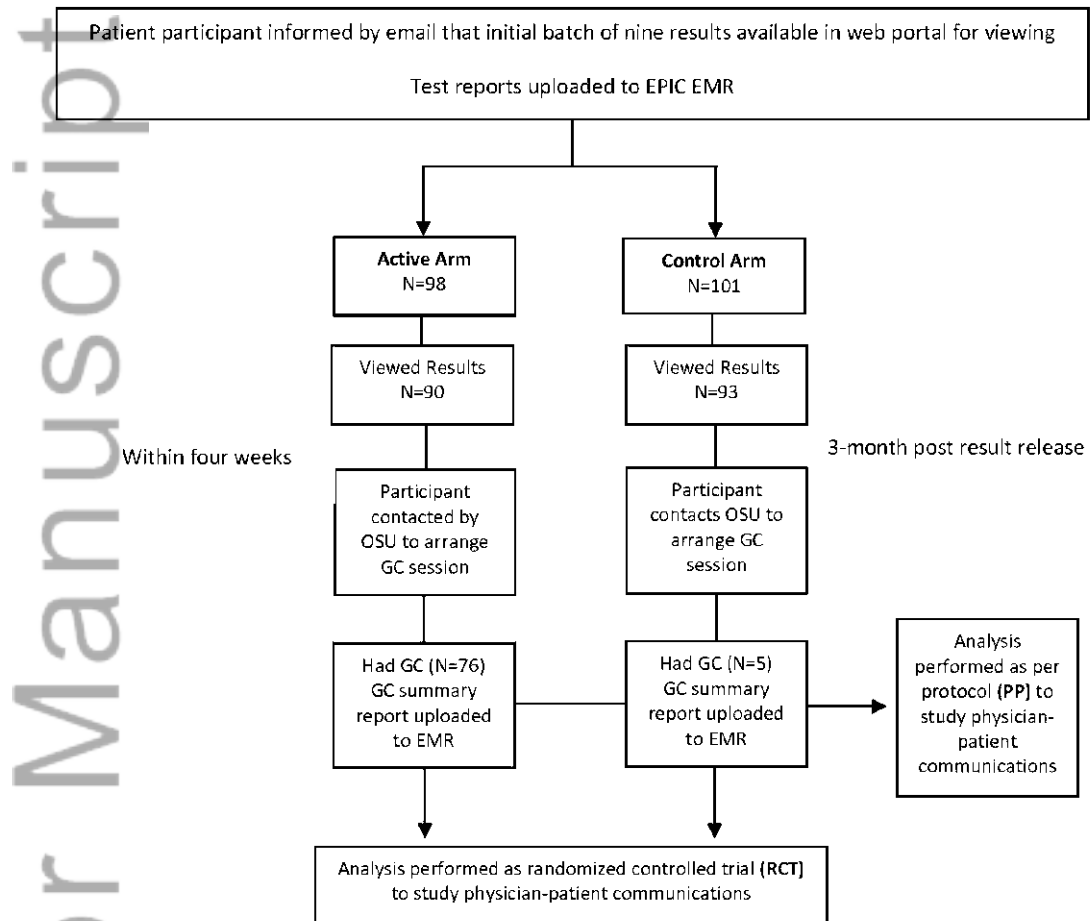 Patient participant informed by email that initial batch of nine results available in web portal for viewing
Test reports uploaded to EPIC EMR
Active Arm
N=98
Control Arm
N=101
Viewed Results
N=90
Viewed Results
N=93
Within four weeks
3-month post result release
Participant
contacted by
OSU to arrange
GC session
Participant
contacts OSU to
arrange GC
session
Had GC (N=76)
GC summary
report uploaded
to EMR
Had GC (N=5)
GC summary
report uploaded
to EMR
Analysis
performed as per
protocol (PP) to
study physician-
patient
communications
Analysis performed as randomized controlled trial (RCT)
to study physician-patient communications
r Manuscript